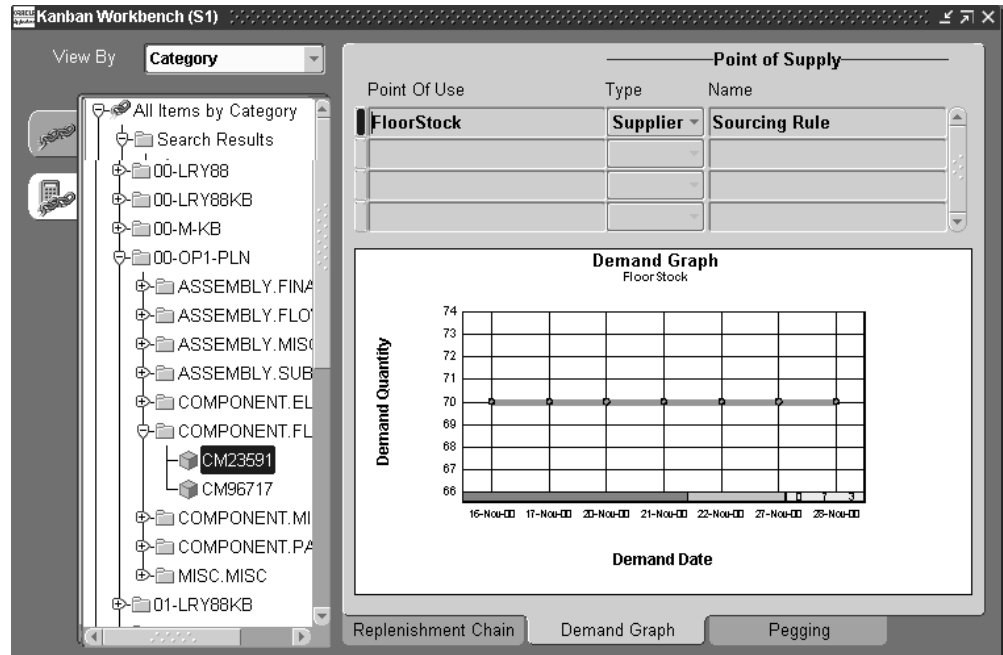 Kanban Workbench (S1)
View By Category
All Items by Category
Search Results
00-LRY88
00-LRY88KB
00-M-KB
00-OP1-PLN
ASSEMBLY.FINA
ASSEMBLY.FLO
ASSEMBLY.MISC
ASSEMBLY.SUB
COMPONENT.EL
COMPONENT.FL
CM23591
CM96717
COMPONENT.MI
COMPONENT.PA
MISC.MISC
01-LRY88KB
Point of Supply
Point Of Use Type Name
FloorStock Supplier Sourcing Rule
Demand Graph
FloorStock
Demand Quantity
74
73
72
71
70
69
68
67
66
0 7 3
16-Nov-00 17-Nov-00 20-Nov-00 21-Nov-00 22-Nov-00 27-Nov-00 28-Nov-00
Demand Date
Replenishment Chain Demand Graph Pegging